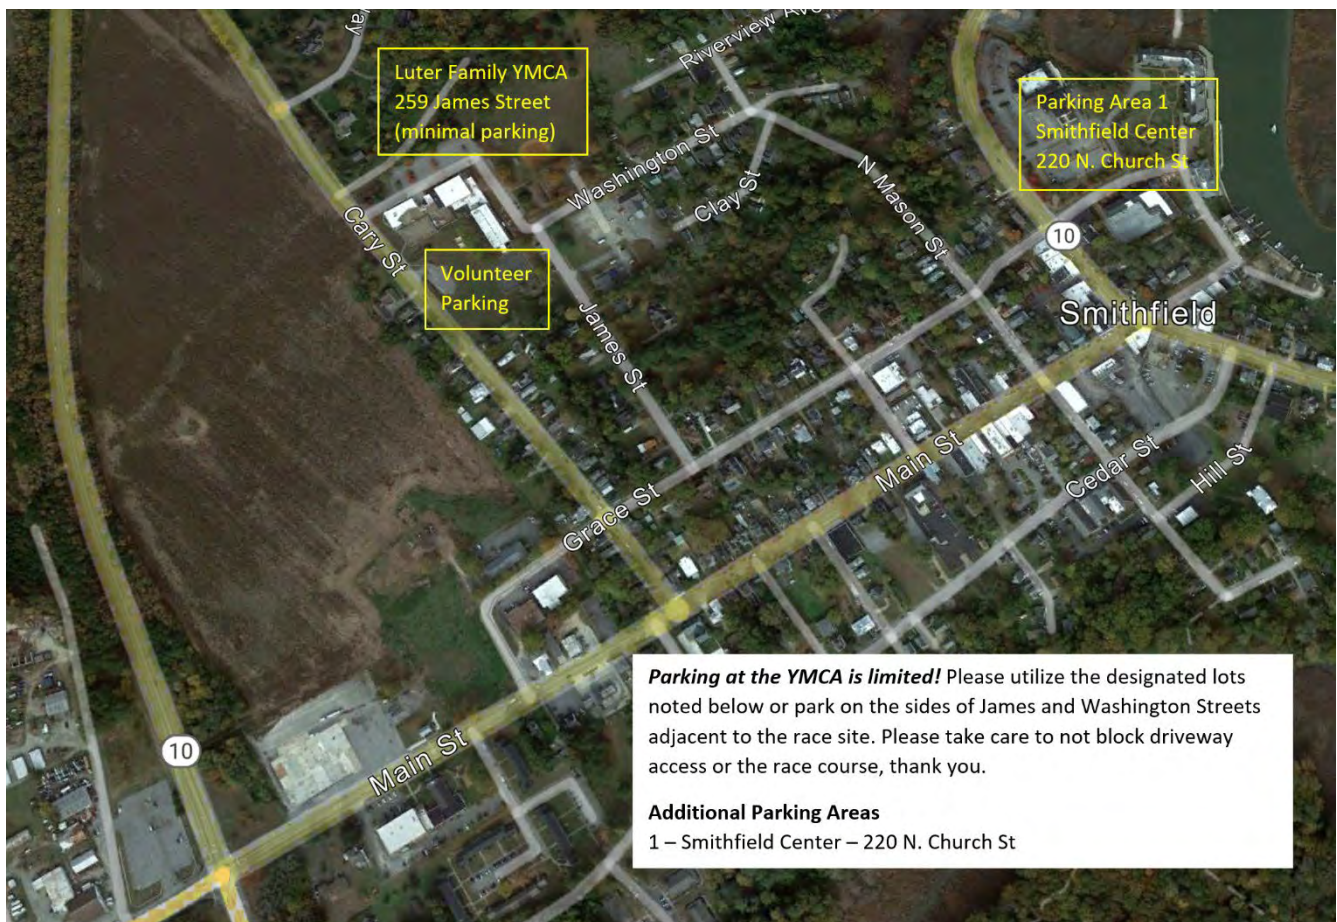 ay
Riverview Ave
Luter Family YMCA
259 James Street
(minimal parking)
Parking Area 1
Smithfield Center
220 N. Church St
Washington St
Clay St
N Mason St
Cary St
10
Volunteer
Parking
James St
Smithfield
Main St
Cedar St
Hill St
Grace St
10
Main St
Parking at the YMCA is limited! Please utilize the designated lots
noted below or park on the sides of James and Washington Streets
adjacent to the race site. Please take care to not block driveway
access or the race course, thank you.
Additional Parking Areas
1 – Smithfield Center – 220 N. Church St